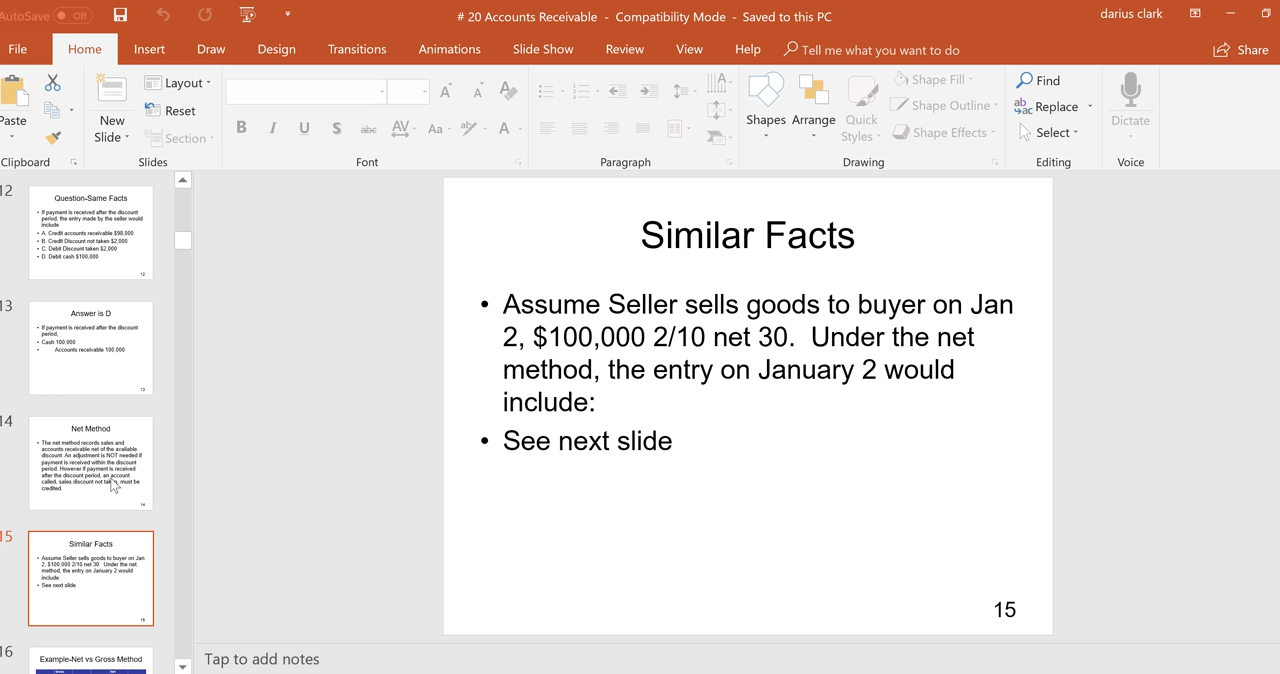 AutoSave Off
# 20 Accounts Receivable - Compatibility Mode - Saved to this PC
darius clark
File Home Insert Draw Design Transitions Animations Slide Show Review View Help Tell me what you want to do Share
Paste
New Slide
Layout
Reset
Section
Shapes Arrange Quick Styles
Shape Fill
Shape Outline
Shape Effects
Find
Replace
Select
Dictate
Clipboard Slides Font Paragraph Drawing Editing Voice
12
Question-Same Facts
• If payment is received after the discount
period, the entry made by the seller would
include
• A. Credit accounts receivable $98,000
• B. Credit Discount not taken $2,000
• C. Debit Discount taken $2,000
• D. Debit cash $100,000
12
13
Answer is D
• If payment is received after the discount
period,
• Cash 100,000
• Accounts receivable 100,000
13
14
Net Method
• The net method records sales and
accounts receivable net of the available
discount. An adjustment is NOT needed if
payment is received within the discount
period. However if payment is received
after the discount period, an account
called, sales discount not must be
credited.
14
15
Similar Facts
• Assume Seller sells goods to buyer on Jan
2, $100,000 2/10 net 30. Under the net
method, the entry on January 2 would
include:
• See next slide
15
16
Example-Net vs Gross Method
Similar Facts
• Assume Seller sells goods to buyer on Jan
2, $100,000 2/10 net 30. Under the net
method, the entry on January 2 would
include:
• See next slide
15
Tap to add notes